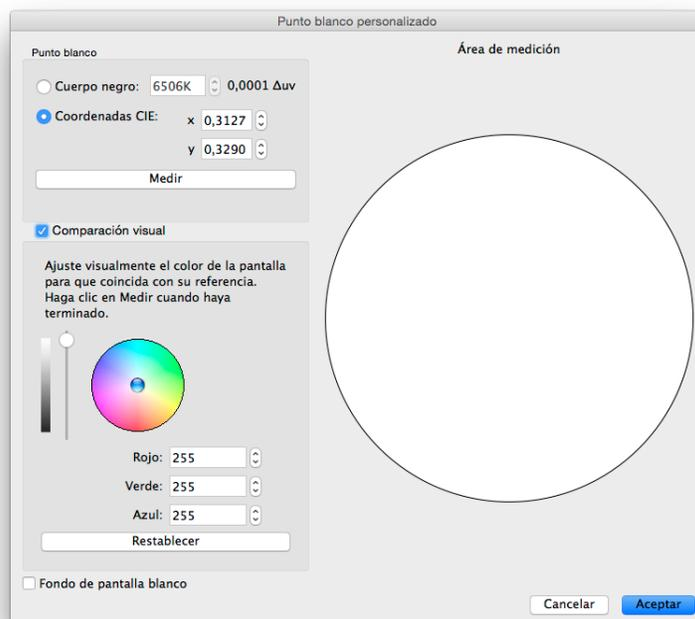 Punto blanco personalizado
Punto blanco
Cuerpo negro: 6506K 0,0001 Δuv
Coordenadas CIE: x 0,3127
y 0,3290
Medir
Comparación visual
Ajuste visualmente el color de la pantalla
para que coincida con su referencia.
Haga clic en Medir cuando haya
terminado.
Rojo: 255
Verde: 255
Azul: 255
Restablecer
Fondo de pantalla blanco
Área de medición
Cancelar
Aceptar